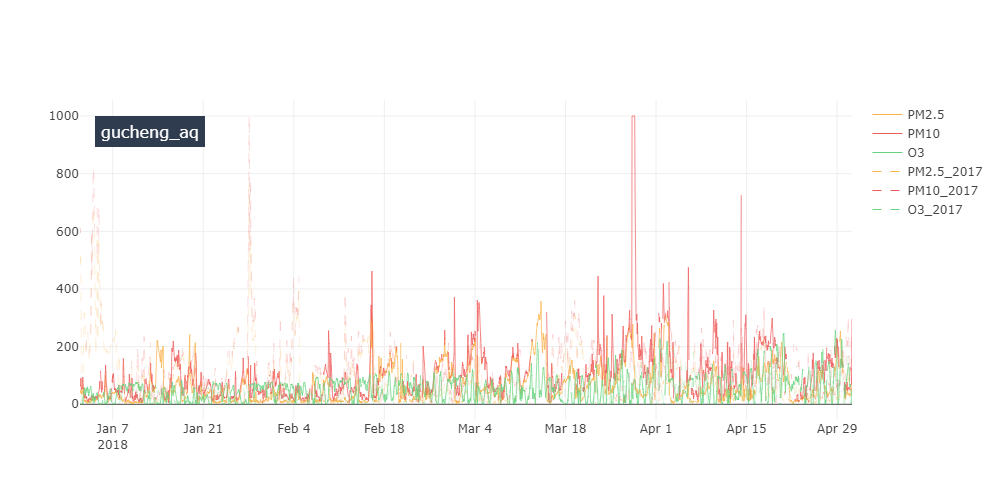 gucheng_aq
1000
800
600
400
200
0
Jan 7
2018
Jan 21
Feb 4
Feb 18
Mar 4
Mar 18
Apr 1
Apr 15
Apr 29
PM2.5
PM10
O3
PM2.5_2017
PM10_2017
O3_2017